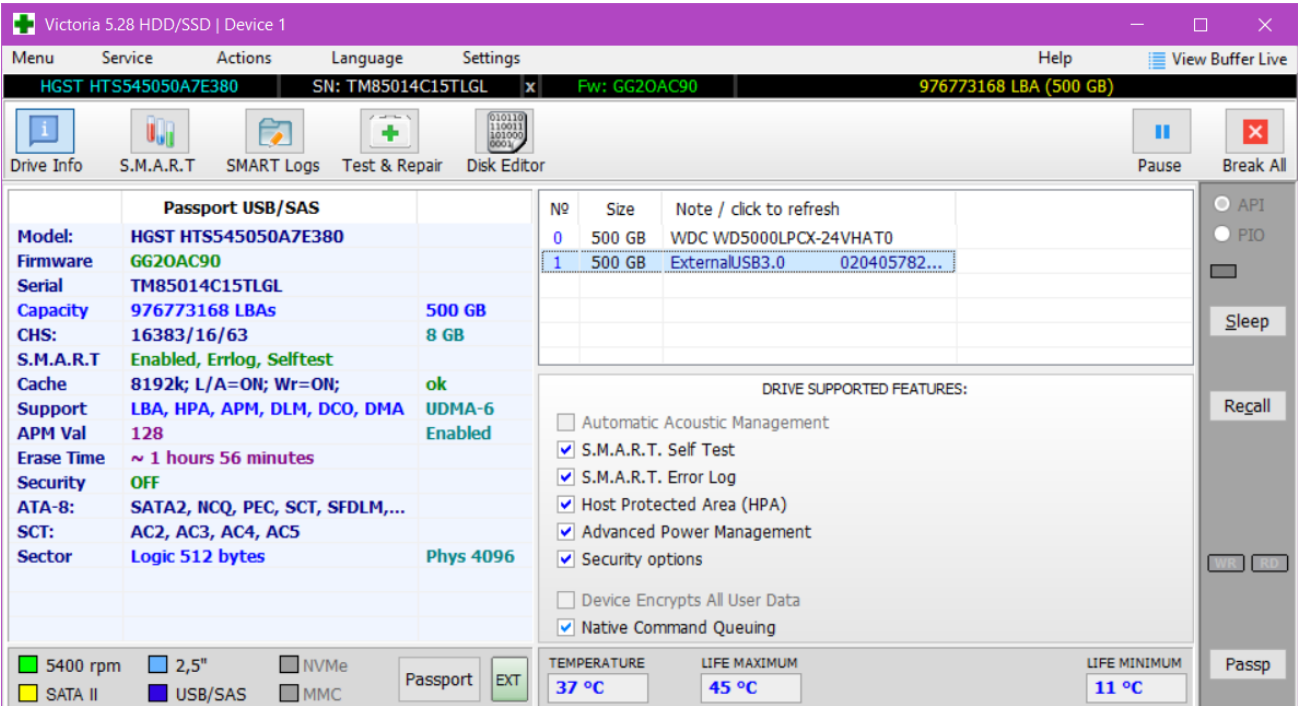 Victoria 5.28 HDD/SSD | Device 1
Menu Service Actions Language Settings Help View Buffer Live
HGST HTS545050A7E380 SN: TM85014C15TLGL x Fw: GG2OAC90 976773168 LBA (500 GB)
Drive Info S.M.A.R.T SMART Logs Test & Repair Disk Editor Pause Break All
Passport USB/SAS
Model: HGST HTS545050A7E380
Firmware GG2OAC90
Serial TM85014C15TLGL
Capacity 976773168 LBAs 500 GB
CHS: 16383/16/63 8 GB
S.M.A.R.T Enabled, Errlog, Selftest
Cache 8192k; L/A=ON; Wr=ON; ok
Support LBA, HPA, APM, DLM, DCO, DMA UDMA-6
APM Val 128 Enabled
Erase Time ~ 1 hours 56 minutes
Security OFF
ATA-8: SATA2, NCQ, PEC, SCT, SFDLM,...
SCT: AC2, AC3, AC4, AC5
Sector Logic 512 bytes Phys 4096
5400 rpm 2,5" NVMe
SATA II USB/SAS MMC
Passport EXT
Nº Size Note / click to refresh
0 500 GB WDC WD5000LPCX-24VHAT0
1 500 GB ExternalUSB3.0 020405782...
DRIVE SUPPORTED FEATURES:
Automatic Acoustic Management
S.M.A.R.T. Self Test
S.M.A.R.T. Error Log
Host Protected Area (HPA)
Advanced Power Management
Security options
Device Encrypts All User Data
Native Command Queuing
TEMPERATURE LIFE MAXIMUM LIFE MINIMUM
37 °C 45 °C 11 °C
API
PIO
Sleep
Recall
WR RD
Passp